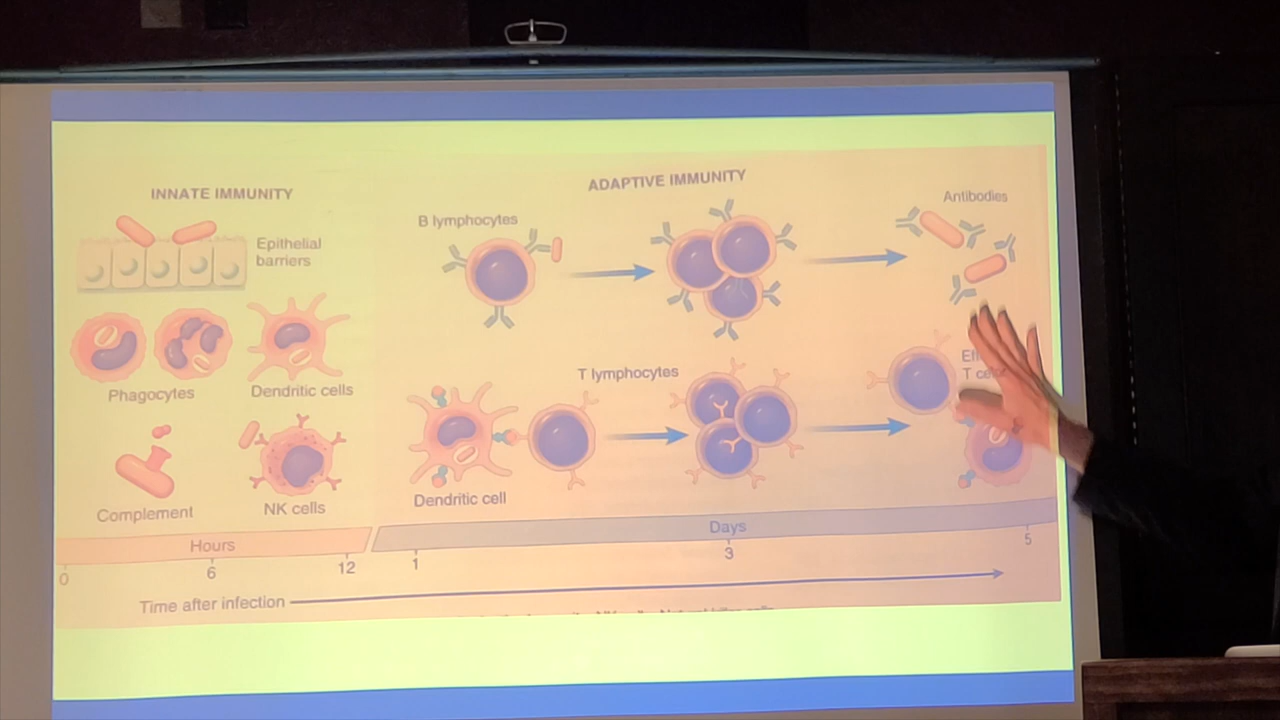 INNATE IMMUNITY
ADAPTIVE IMMUNITY
Epithelial
barriers
Phagocytes
Dendritic cells
Complement
NK cells
B lymphocytes
Antibodies
T lymphocytes
T
Dendritic cell
Hours
Days
0
6
12
1
3
5
Time after infection